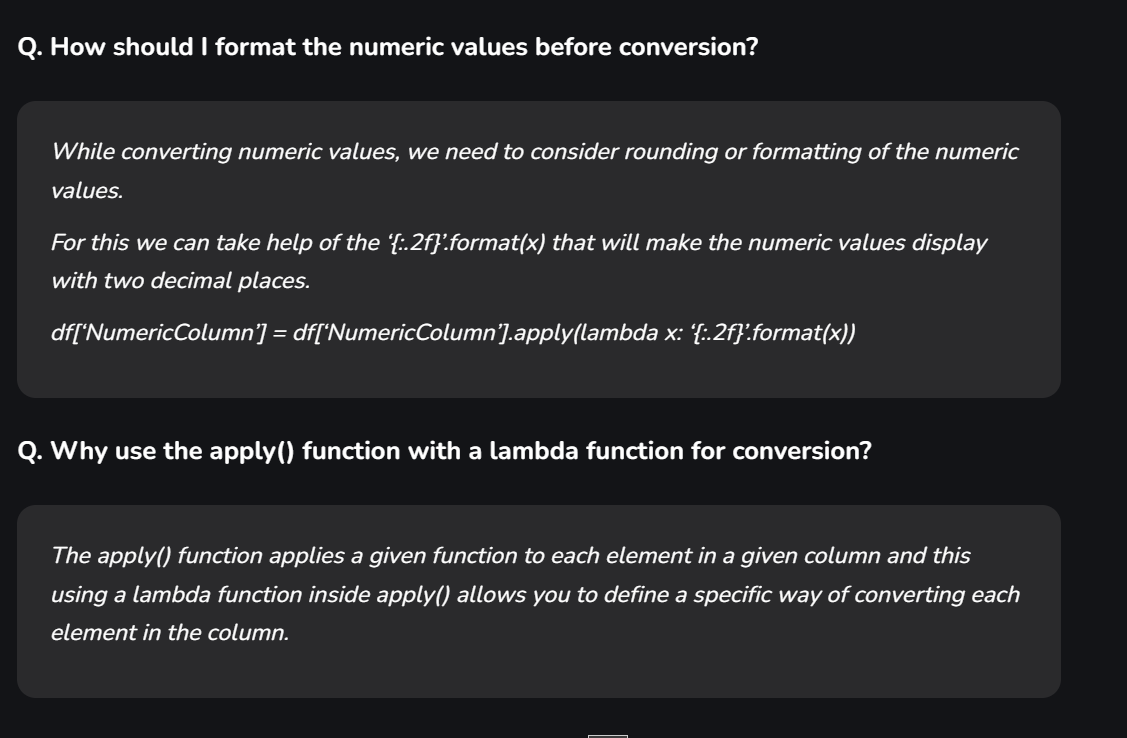 Q. How should I format the numeric values before conversion?
While converting numeric values, we need to consider rounding or formatting of the numeric
values.
For this we can take help of the ‘{:.2f}’.format(x) that will make the numeric values display
with two decimal places.
df[‘NumericColumn’] = df[‘NumericColumn’].apply(lambda x: ‘{:.2f}’.format(x))
Q. Why use the apply() function with a lambda function for conversion?
The apply() function applies a given function to each element in a given column and this
using a lambda function inside apply() allows you to define a specific way of converting each
element in the column.